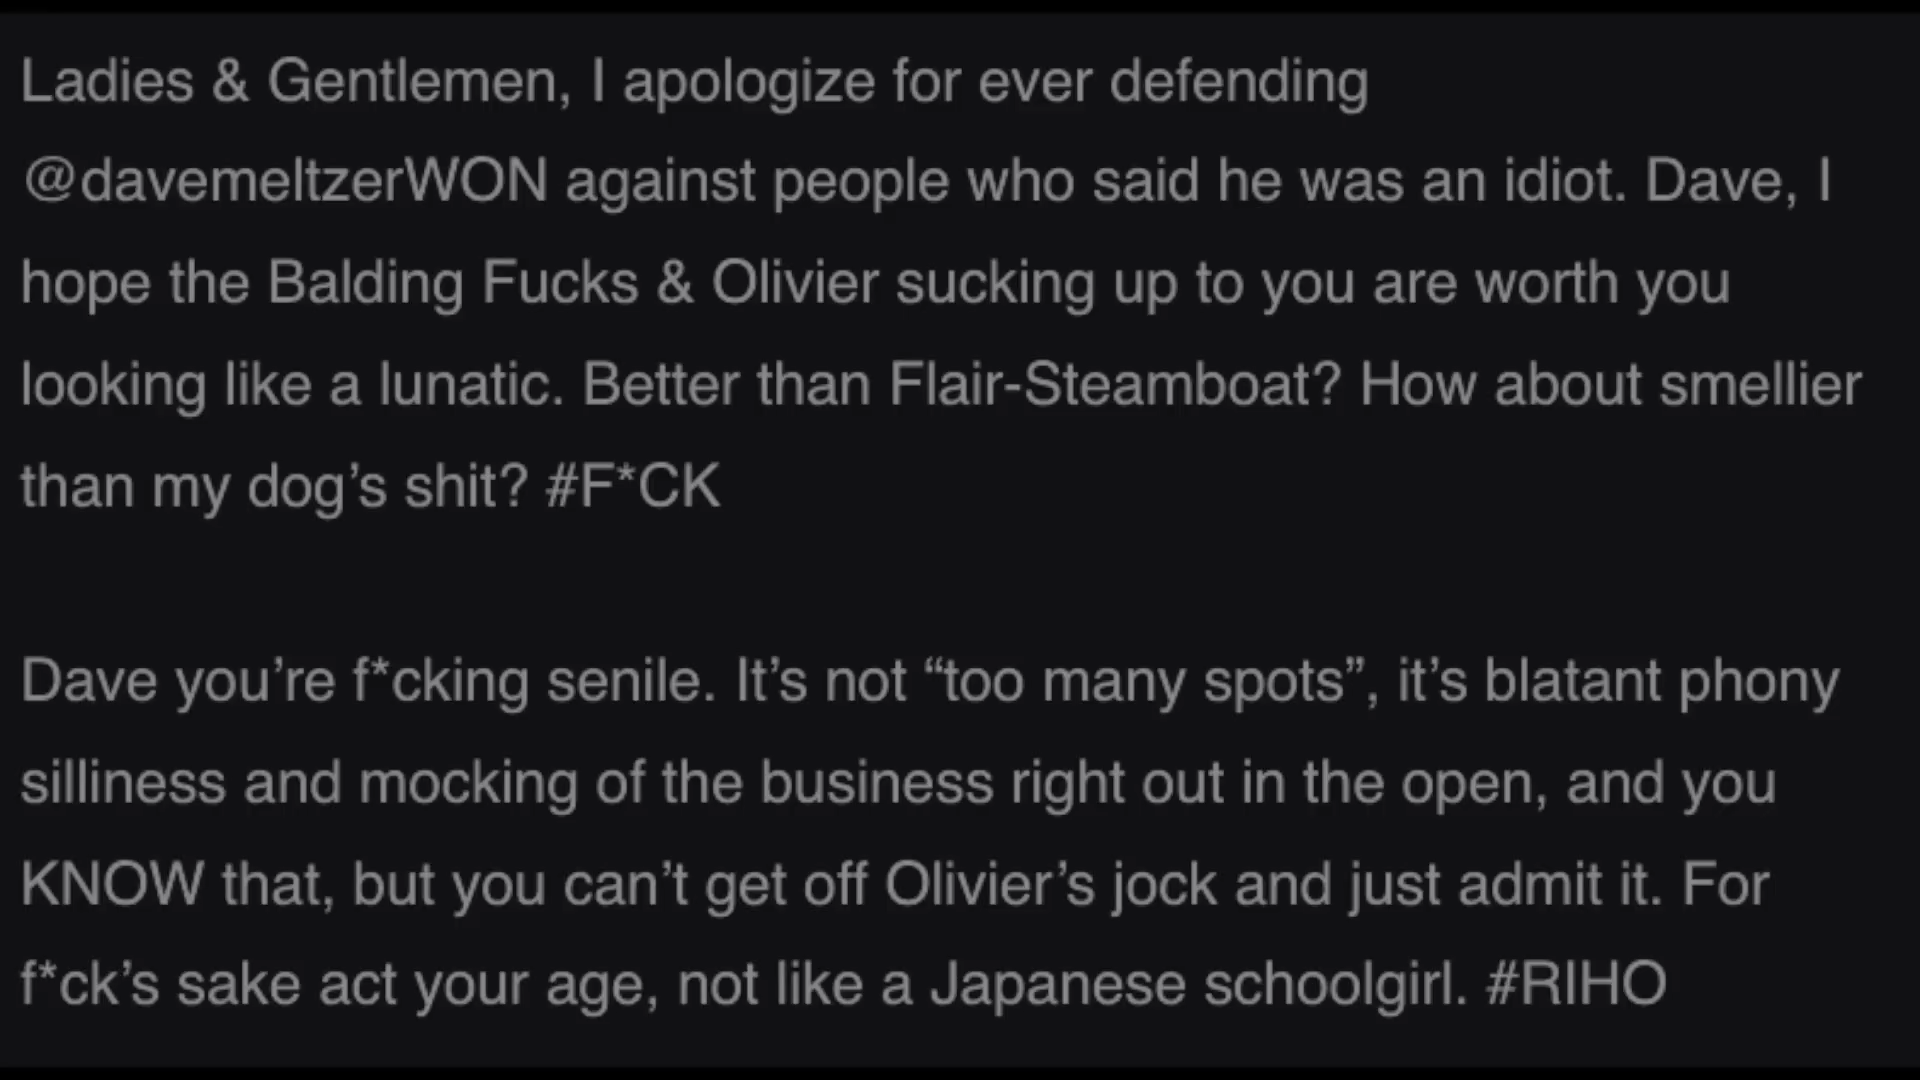 Ladies & Gentlemen, I apologize for ever defending
@davemeltzerWON against people who said he was an idiot. Dave, I
hope the Balding Fucks & Olivier sucking up to you are worth you
looking like a lunatic. Better than Flair-Steamboat? How about smellier
than my dog’s shit? #F*CK
Dave you’re f*cking senile. It’s not “too many spots”, it’s blatant phony
silliness and mocking of the business right out in the open, and you
KNOW that, but you can’t get off Olivier’s jock and just admit it. For
f*ck’s sake act your age, not like a Japanese schoolgirl. #RIHO